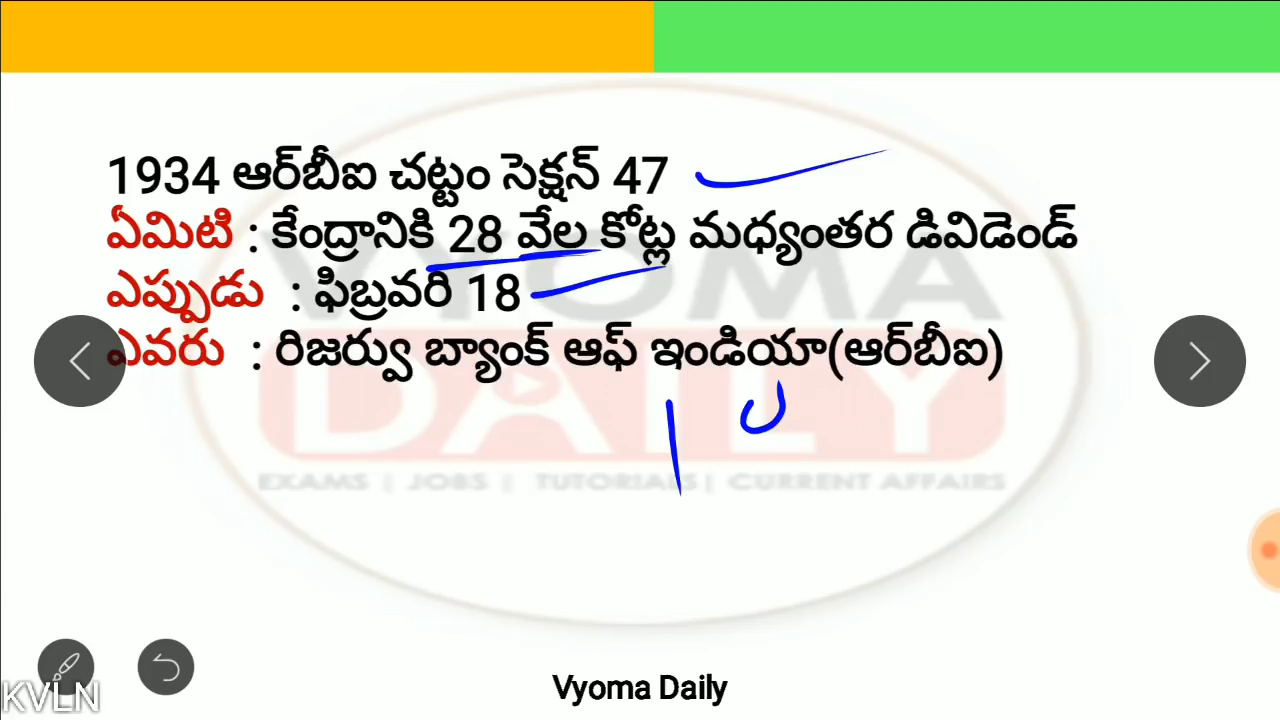 1934 ఆర్‌బీఐ చట్టం సెక్షన్ 47
ఏమిటి : కేంద్రానికి 28 వేల కోట్ల మధ్యంతర డివిడెండ్
ఎప్పుడు : ఫిబ్రవరి 18
ఎవరు : రిజర్వు బ్యాంక్ ఆఫ్ ఇండియా(ఆర్‌బీఐ)
VYOMA
DAILY
EXAMS | JOBS | TUTORIALS | CURRENT AFFAIRS
Vyoma Daily
KVLN